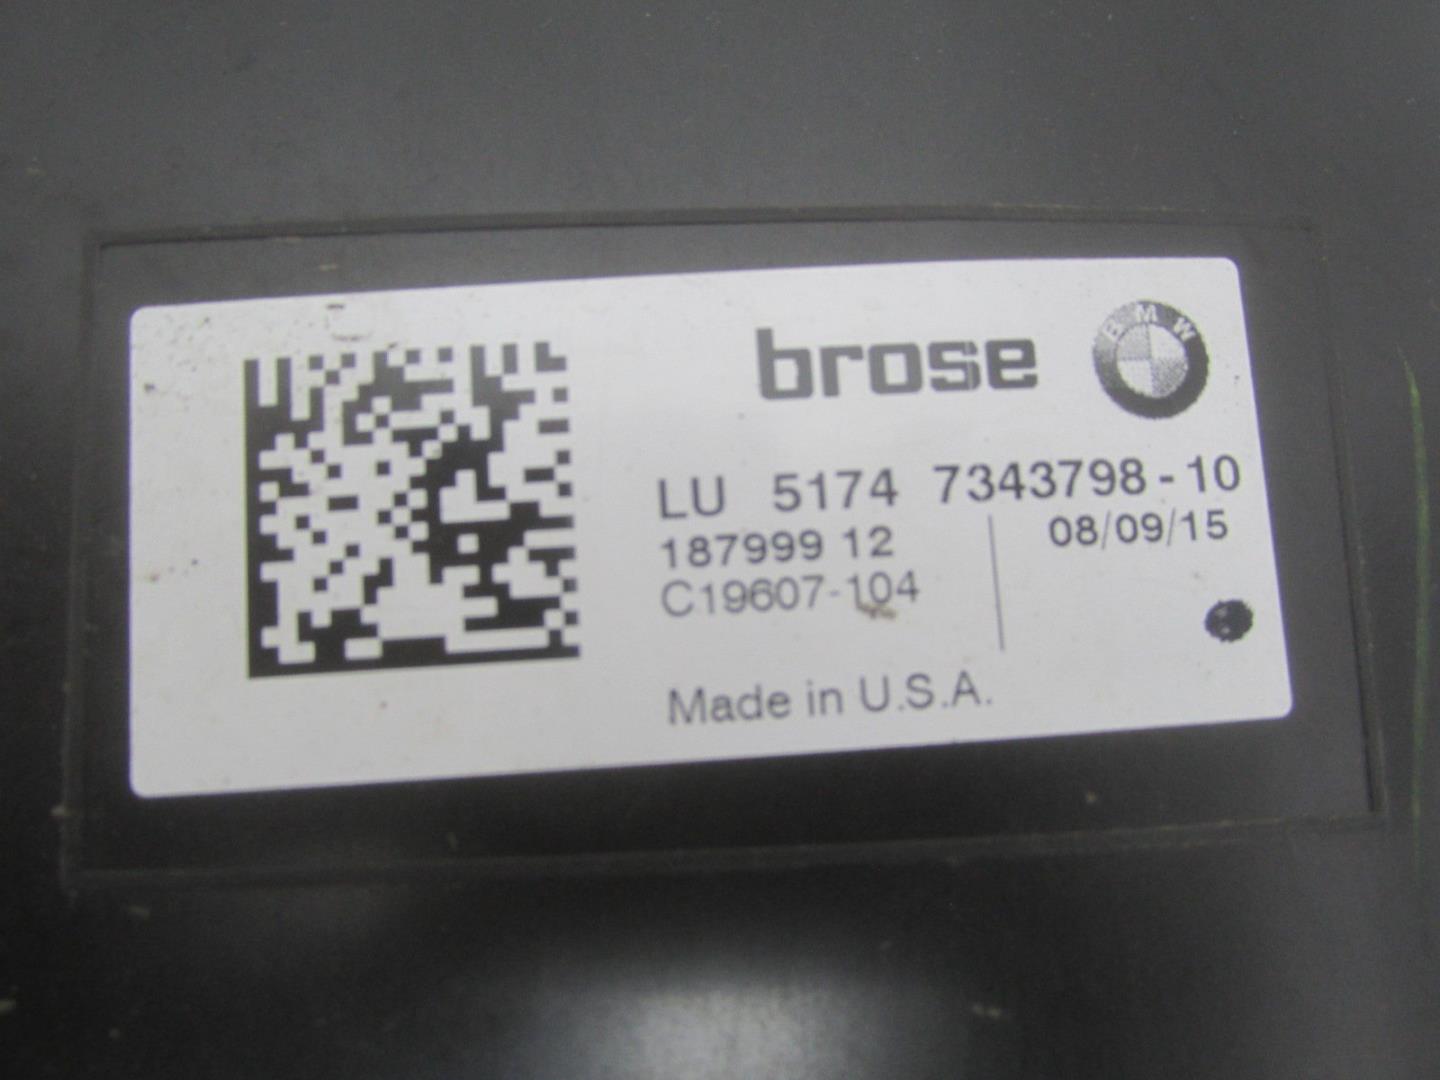 brose
BMW
LU 5174 7343798-10
187999 12
08/09/15
C19607-104
Made in U.S.A.